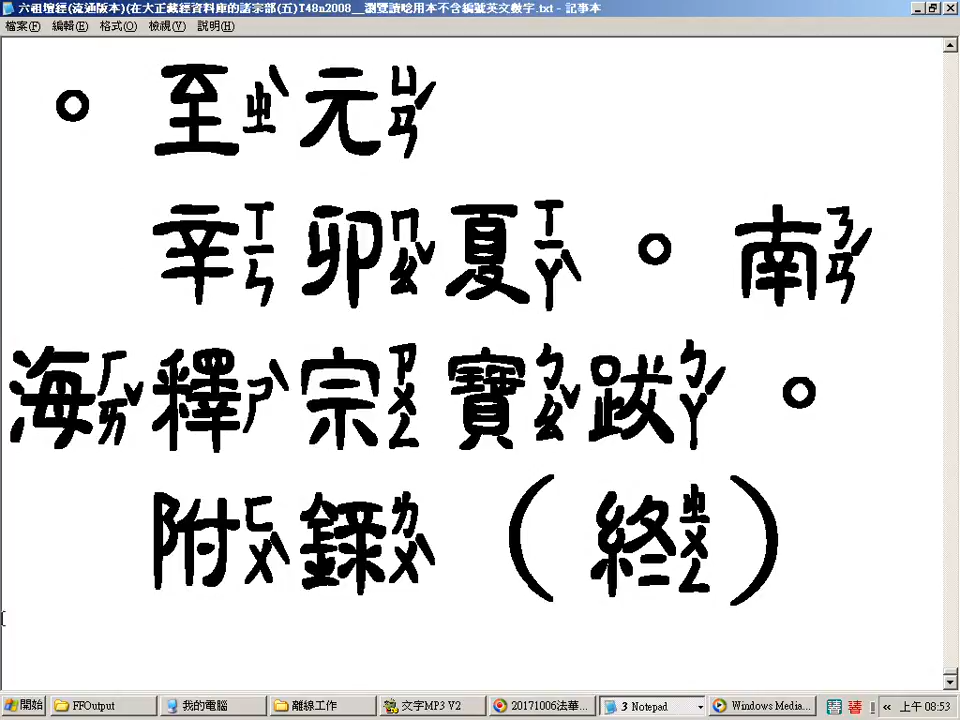 六祖壇經(流通版本)(在大正藏經資料庫的諸宗部(五)T48n2008__瀏覽讀唸用本不含編號英文數字.txt - 記事本
檔案(F) 編輯(E) 格式(O) 檢視(V) 說明(H)
。至ㄓˋ元ㄩㄢˊ
辛ㄒㄧㄣ卯ㄇㄠˇ夏ㄒㄧㄚˋ。南ㄋㄢˊ
海ㄏㄞˇ釋ㄕˋ宗ㄗㄨㄥ寶ㄅㄠˇ跋ㄅㄚˊ。
附ㄈㄨˋ錄ㄌㄨˋ(終ㄓㄨㄥ)
開始 FFOutput 我的電腦 離線工作 文字MP3 V2 20171006法華... 3 Notepad Windows Media... 上午 08:53